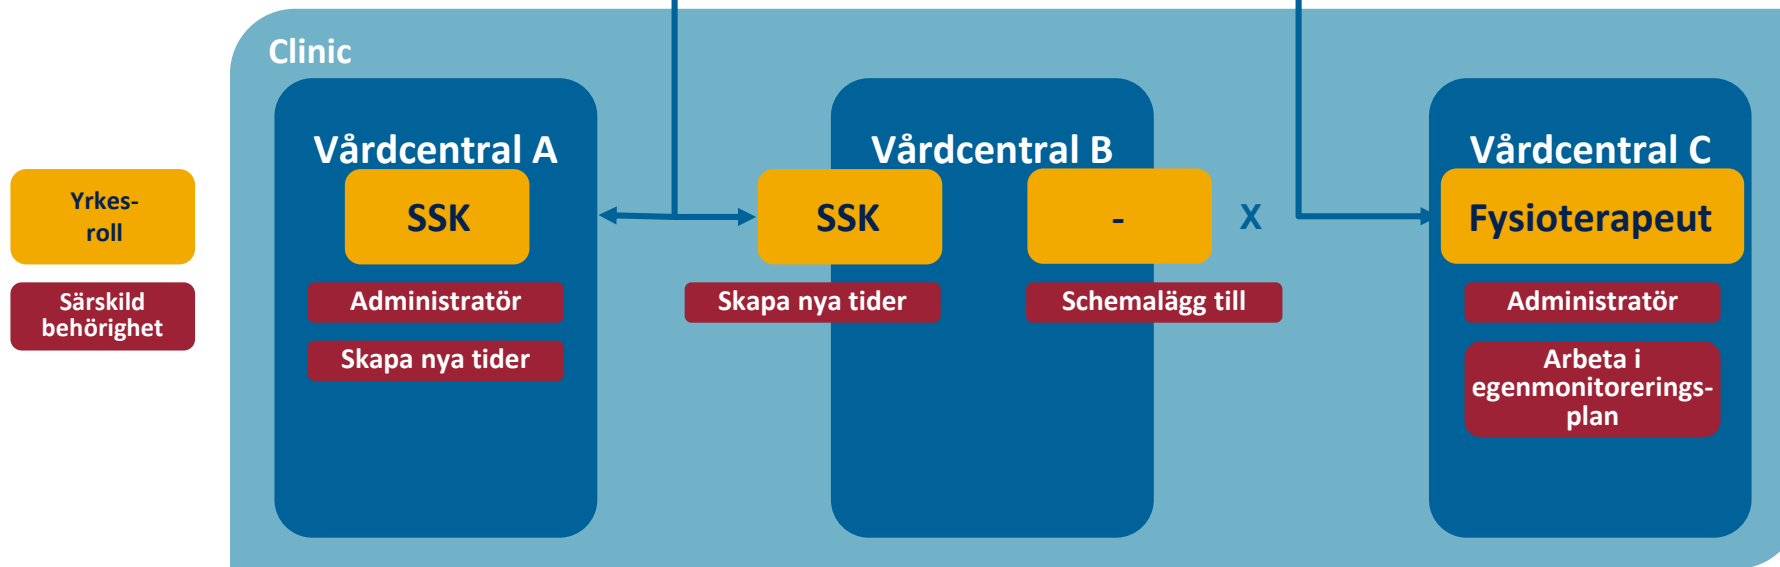 Clinic
Vårdcentral A
Vårdcentral B
Vårdcentral C
Yrkes-
roll
SSK
SSK
-
X
Fysioterapeut
Särskild
behörighet
Administratör
Skapa nya tider
Schemalägg till
Administratör
Skapa nya tider
Arbeta i
egenmonitorerings-
plan